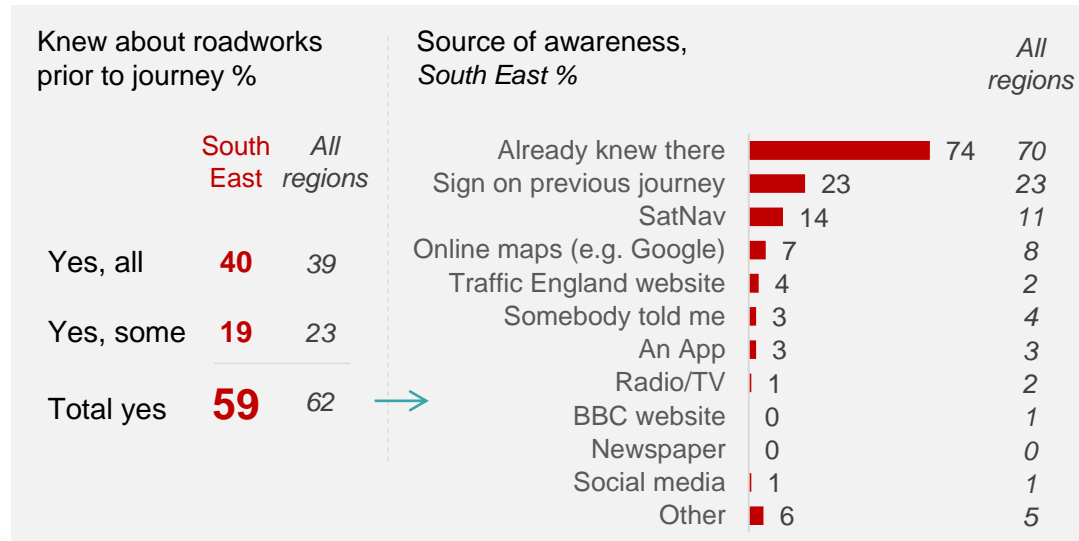 Knew about roadworks
prior to journey %
South All
East regions
Yes, all 40 39
Yes, some 19 23
Total yes 59 62
Source of awareness,
South East %
All
regions
Already knew there 74 70
Sign on previous journey 23 23
SatNav 14 11
Online maps (e.g. Google) 7 8
Traffic England website 4 2
Somebody told me 3 4
An App 3 3
Radio/TV 1 2
BBC website 0 1
Newspaper 0 0
Social media 1 1
Other 6 5